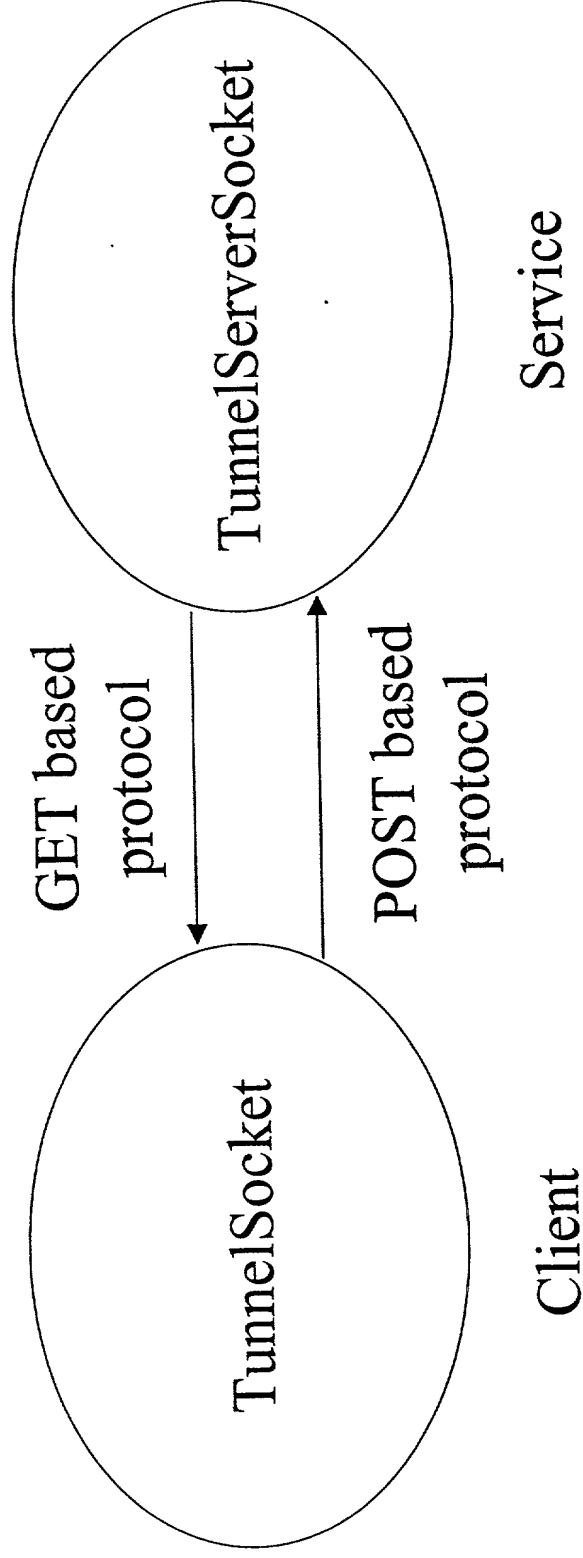 GET based
protocol
TunnelSocket
TunnelServerSocket
POST based
protocol
Client
Service